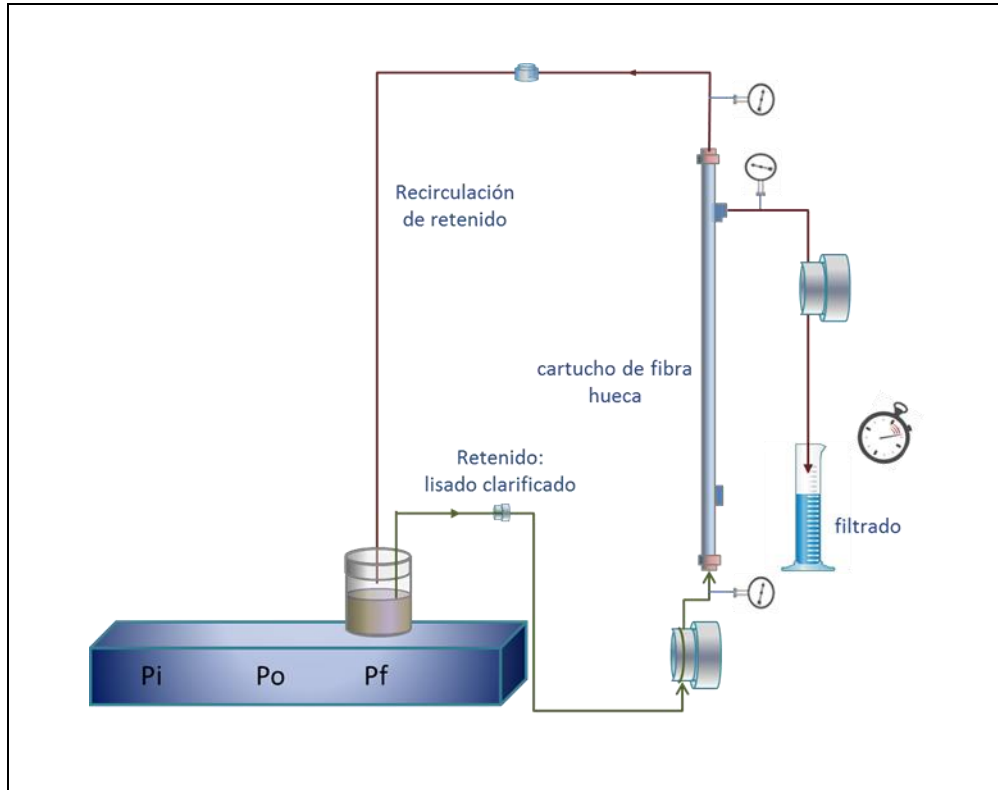 Recirculación
de retenido
cartucho de fibra
hueca
Retenido:
lisado clarificado
filtrado
Pi Po Pf